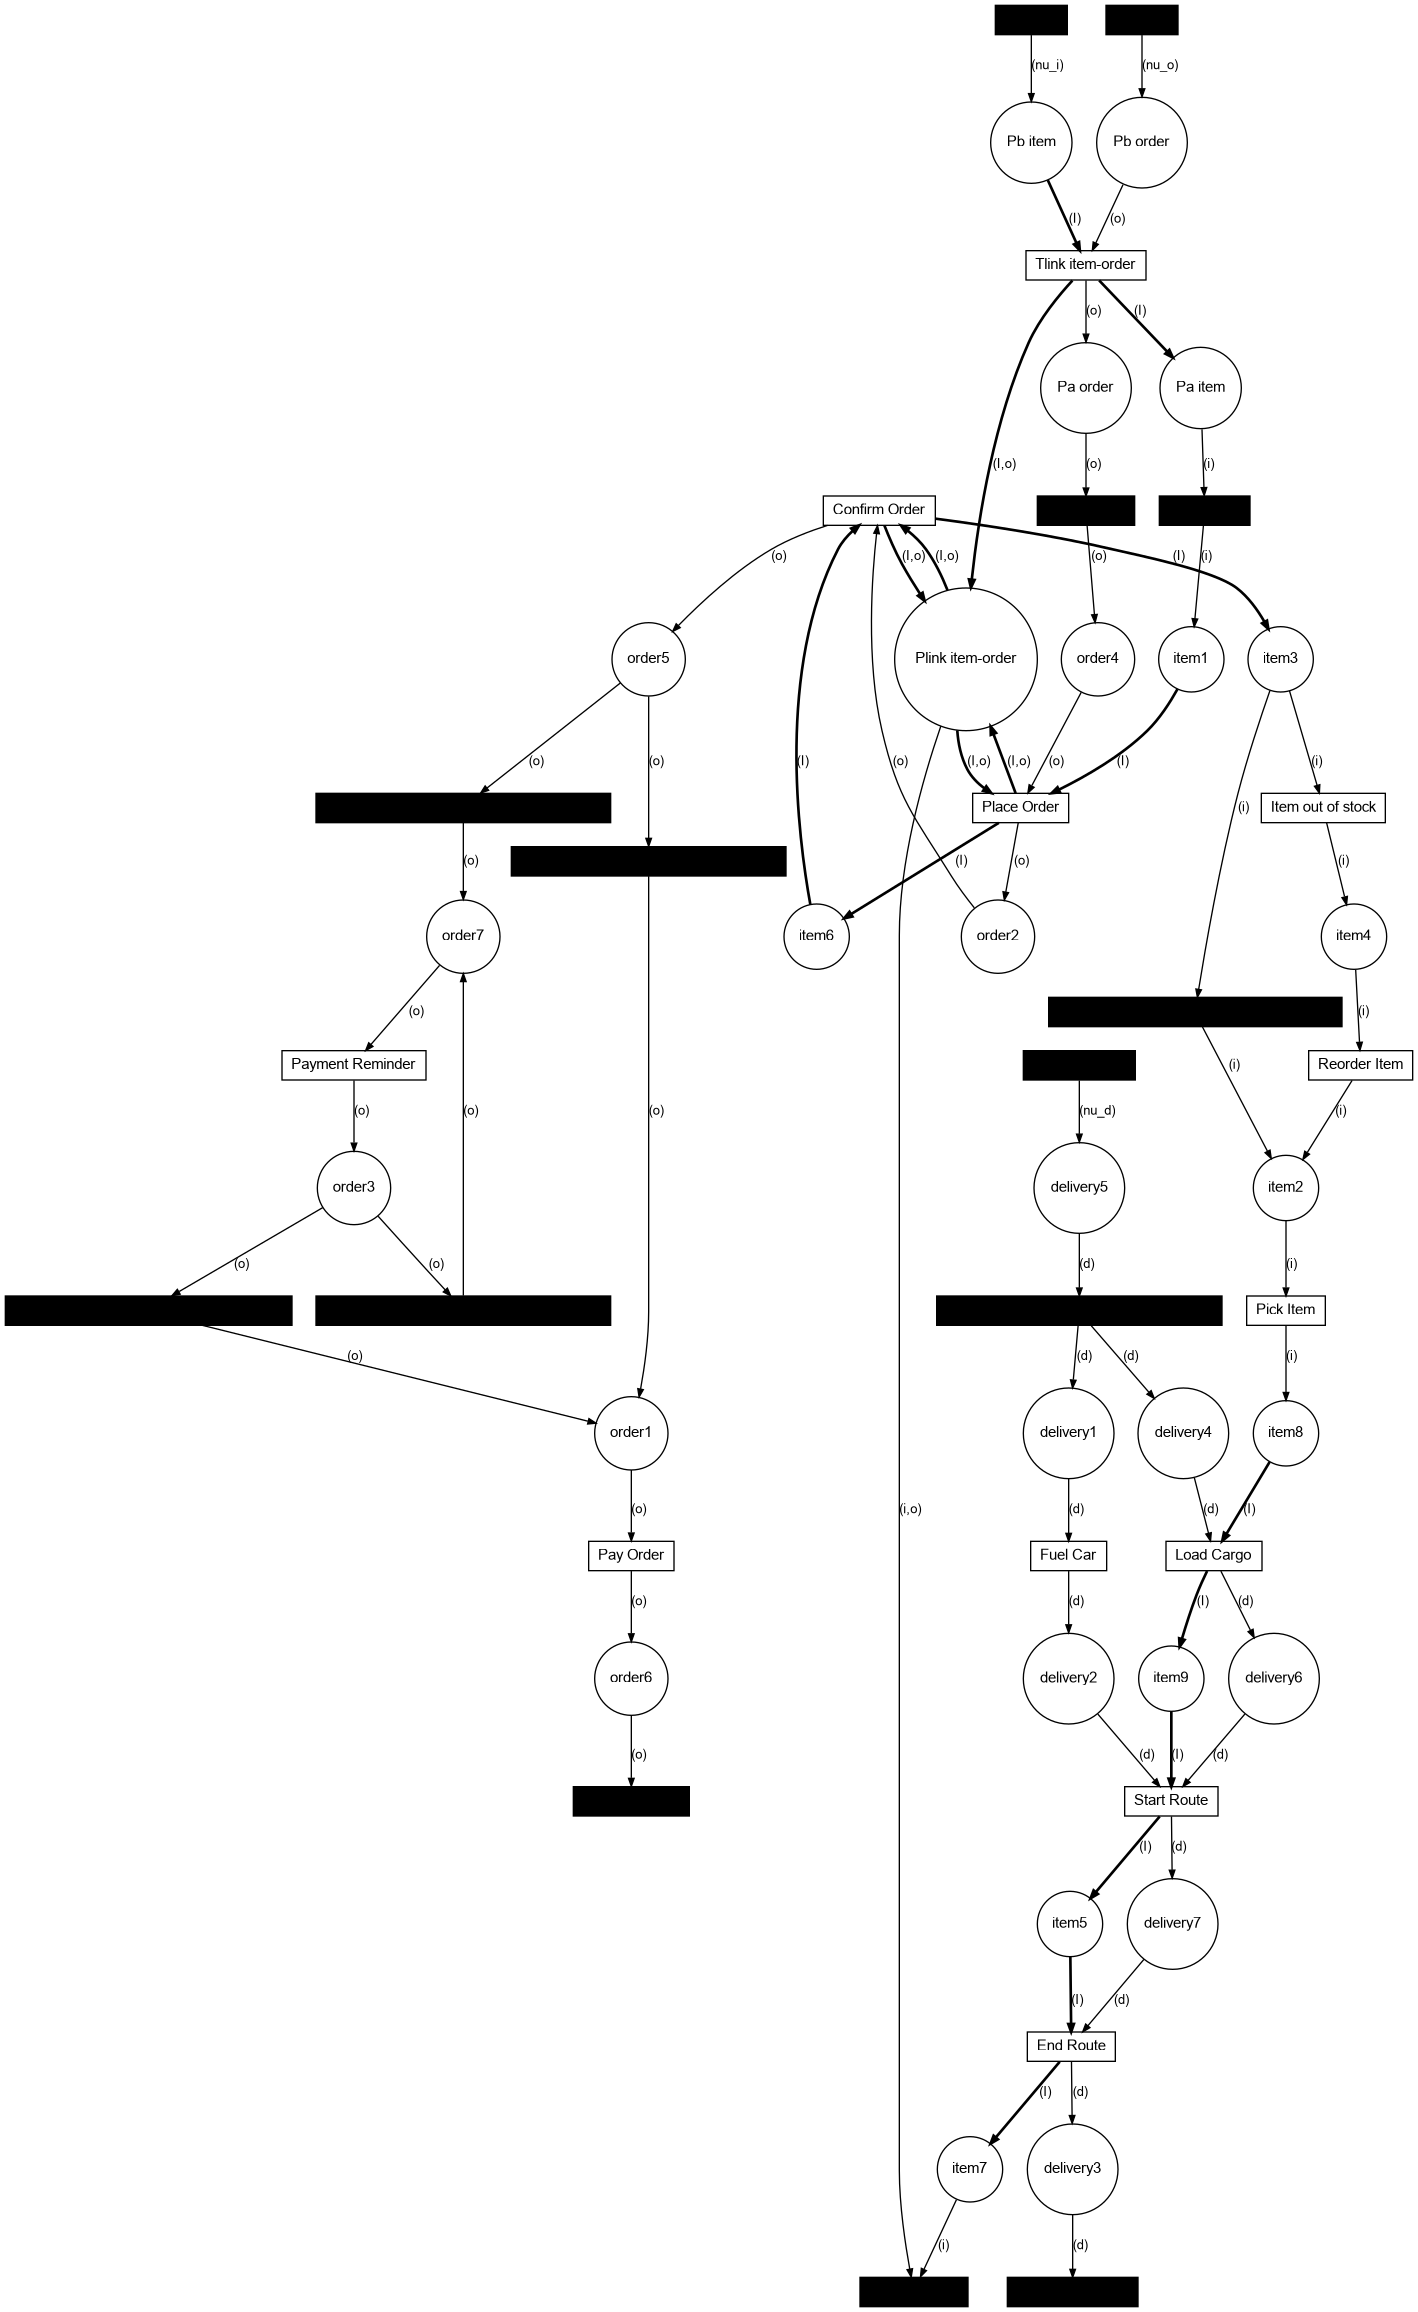 (nu_i)
(nu_o)
Pb item
Pb order
(I)
(o)
Tlink item-order
(o)
(I)
Pa order
Pa item
(I,o)
(o)
(i)
Confirm Order
(o)
(I,o)
(I,o)
(I)
(o)
(i)
order5
Plink item-order
order4
item1
item3
(o)
(o)
(I)
(o)
(I,o)
(I,o)
(o)
(I)
(i)
(i)
Place Order
Item out of stock
(o)
(I)
(o)
(i)
order7
item6
order2
item4
(o)
(i)
(i)
Payment Reminder
Reorder Item
(o)
(o)
(o)
(nu_d)
(i)
order3
delivery5
item2
(o)
(o)
(d)
(i)
Pick Item
(o)
(d)
(d)
(i)
order1
delivery1
delivery4
item8
(o)
(i,o)
(d)
(d)
(I)
Pay Order
Fuel Car
Load Cargo
(o)
(d)
(I)
(d)
order6
delivery2
item9
delivery6
(o)
(d)
(I)
(d)
Start Route
(I)
(d)
item5
delivery7
(I)
(d)
End Route
(I)
(d)
item7
delivery3
(i)
(d)